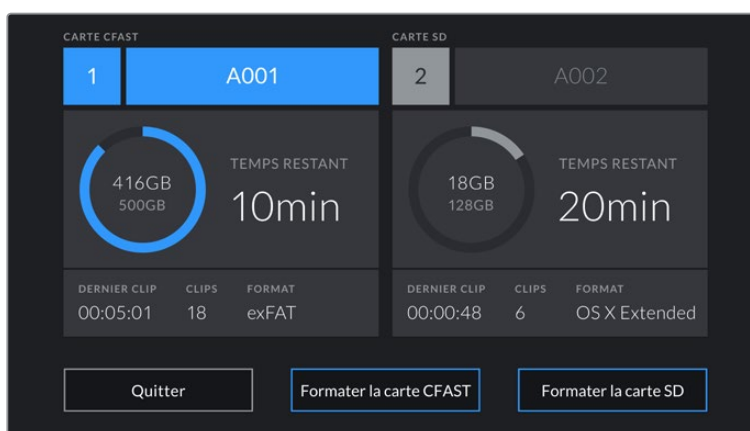 CARTE CFAST
1 A001
416GB
500GB
TEMPS RESTANT
10min
DERNIER CLIP CLIPS FORMAT
00:05:01 18 exFAT
CARTE SD
2 A002
18GB
128GB
TEMPS RESTANT
20min
DERNIER CLIP CLIPS FORMAT
00:00:48 6 OS X Extended
Quitter
Formater la carte CFAST
Formater la carte SD